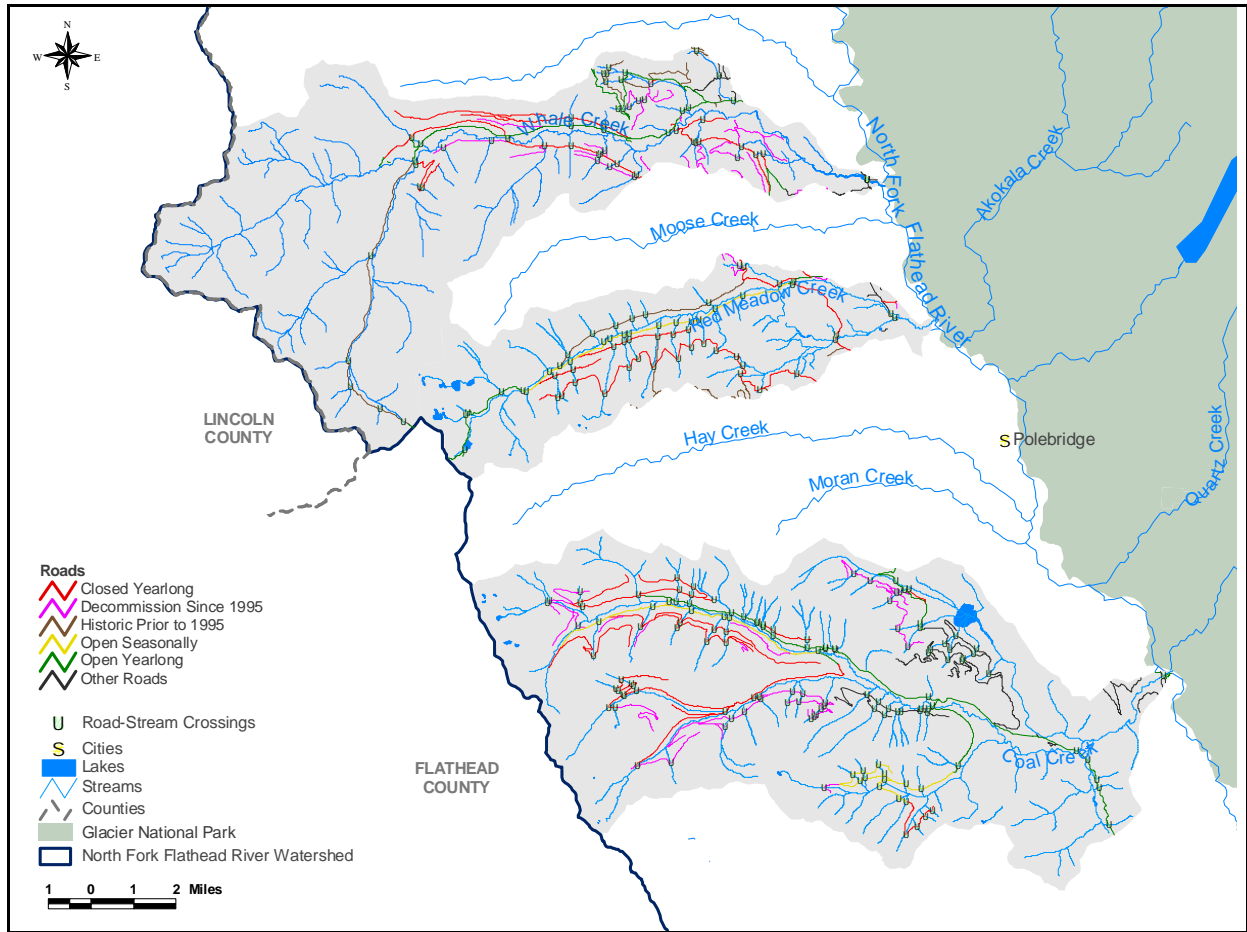 N
W
E
S
Whale Creek
North Fork Flathead River
Akokala Creek
Moose Creek
Red Meadow Creek
LINCOLN
COUNTY
Hay Creek
S Polebridge
Moran Creek
Quartz Creek
Roads
Closed Yearlong
Decommission Since 1995
Historic Prior to 1995
Open Seasonally
Open Yearlong
Other Roads
U Road-Stream Crossings
S Cities
Lakes
Streams
Counties
Glacier National Park
North Fork Flathead River Watershed
FLATHEAD
COUNTY
Coal Creek
1 0 1 2 Miles